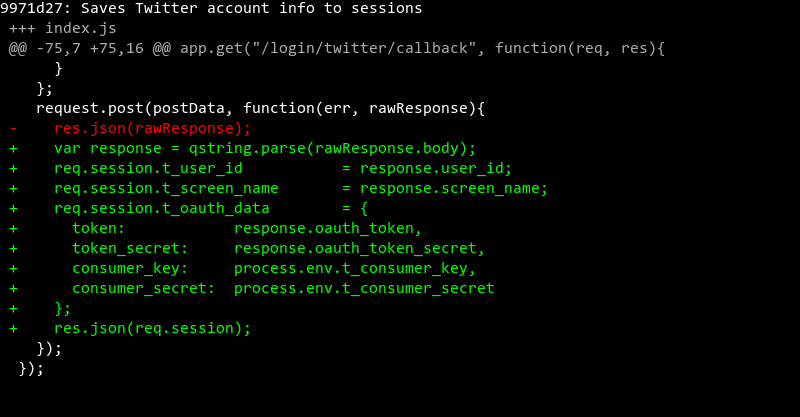 9971d27: Saves Twitter account info to sessions
+++ index.js
@@ -75,7 +75,16 @@ app.get("/login/twitter/callback", function(req, res){
     }
   };
   request.post(postData, function(err, rawResponse){
-    res.json(rawResponse);
+    var response = qstring.parse(rawResponse.body);
+    req.session.t_user_id           = response.user_id;
+    req.session.t_screen_name       = response.screen_name;
+    req.session.t_oauth_data        = {
+      token:            response.oauth_token,
+      token_secret:     response.oauth_token_secret,
+      consumer_key:     process.env.t_consumer_key,
+      consumer_secret:  process.env.t_consumer_secret
+    };
+    res.json(req.session);
   });
 });